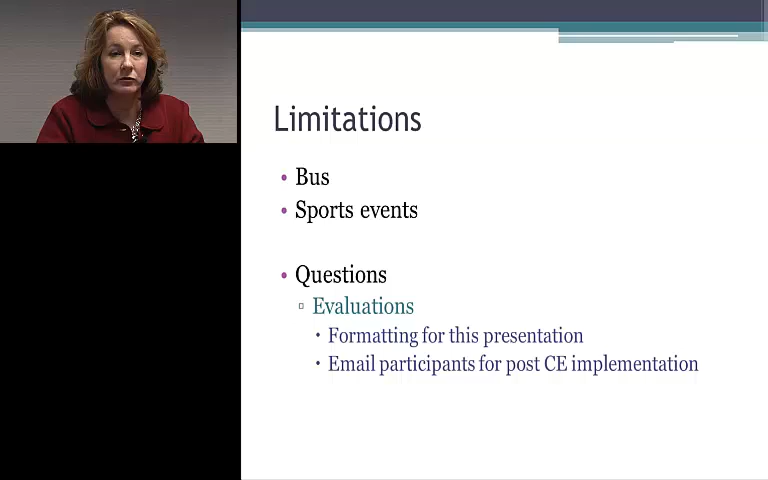 Limitations
• Bus
• Sports events
• Questions
▫ Evaluations
• Formatting for this presentation
• Email participants for post CE implementation